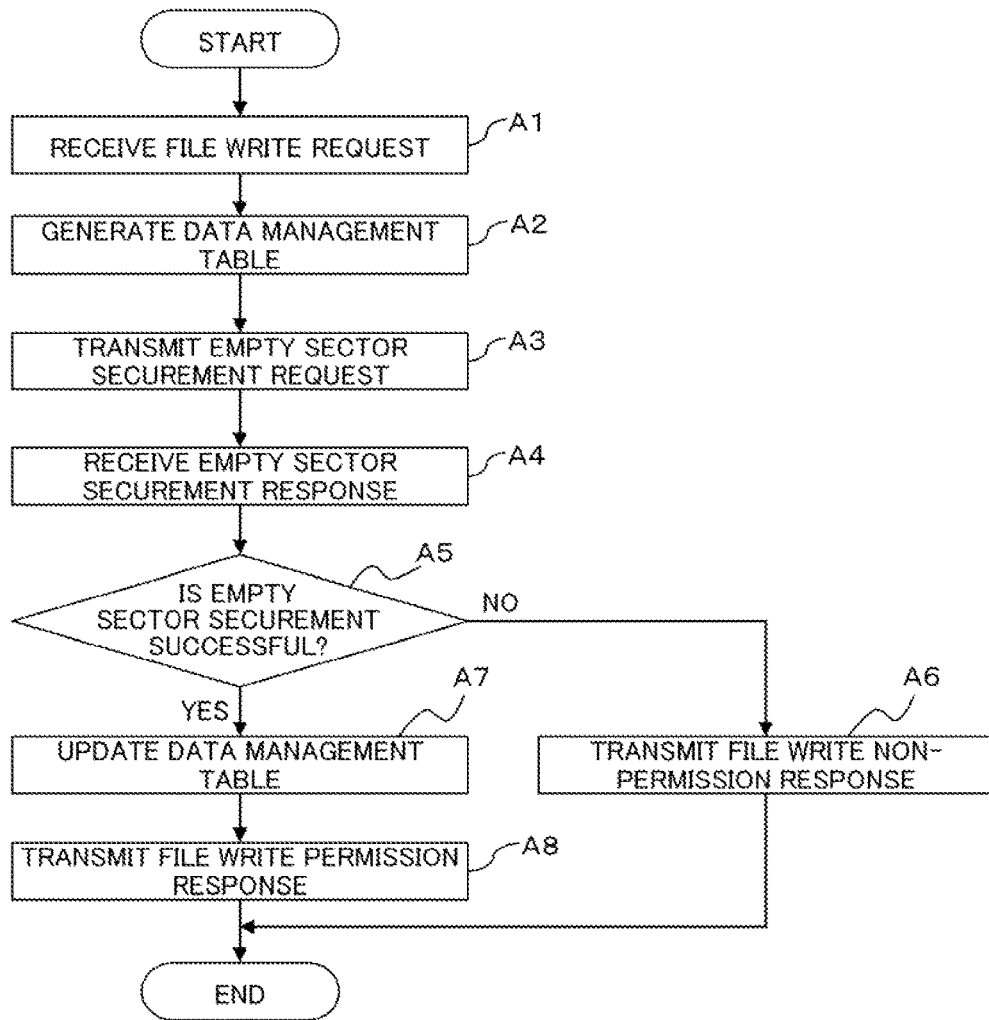 START
RECEIVE FILE WRITE REQUEST
A1
GENERATE DATA MANAGEMENT
TABLE
A2
TRANSMIT EMPTY SECTOR
SECUREMENT REQUEST
A3
RECEIVE EMPTY SECTOR
SECUREMENT RESPONSE
A4
A5
IS EMPTY
SECTOR SECUREMENT
SUCCESSFUL?
NO
YES
A7
UPDATE DATA MANAGEMENT
TABLE
A6
TRANSMIT FILE WRITE NON-
PERMISSION RESPONSE
TRANSMIT FILE WRITE PERMISSION
RESPONSE
A8
END